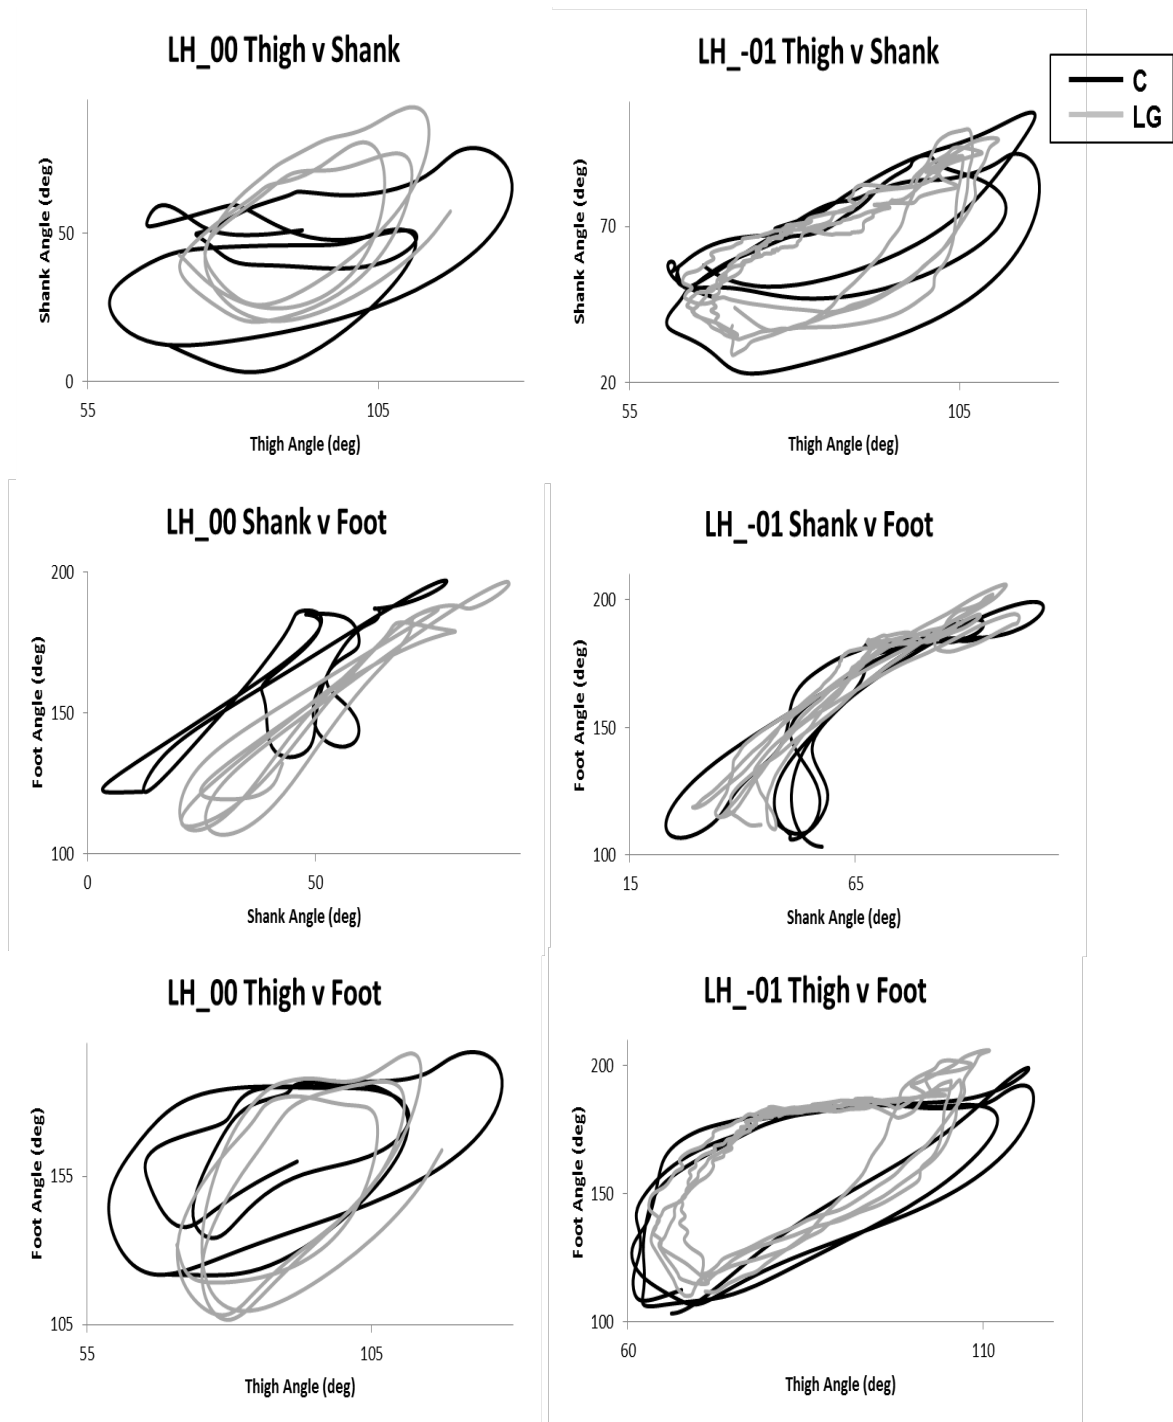 LH_00 Thigh v Shank
Shank Angle (deg)
50
0
55
105
Thigh Angle (deg)
LH_-01 Thigh v Shank
C
LG
Shank Angle (deg)
70
20
55
105
Thigh Angle (deg)
LH_00 Shank v Foot
Foot Angle (deg)
200
150
100
0
50
Shank Angle (deg)
LH_-01 Shank v Foot
Foot Angle (deg)
200
150
100
15
65
Shank Angle (deg)
LH_00 Thigh v Foot
Foot Angle (deg)
155
105
55
105
Thigh Angle (deg)
LH_-01 Thigh v Foot
Foot Angle (deg)
200
150
100
60
110
Thigh Angle (deg)